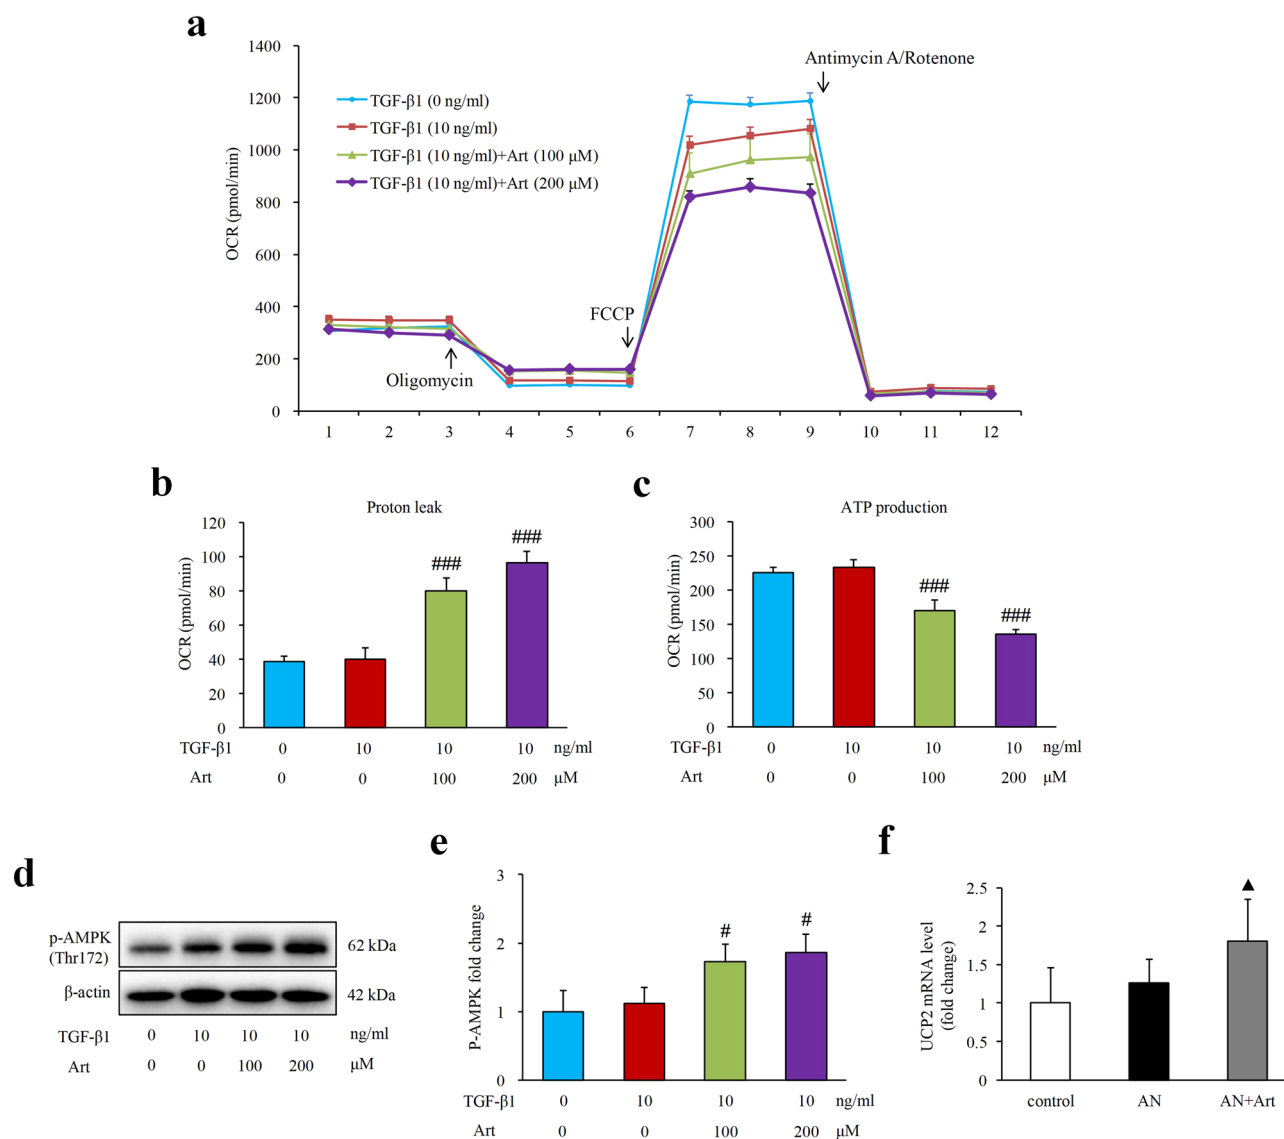 a
1400
1200
1000
800
600
400
200
0
OCR (pmol/min)
TGF-β1 (0 ng/ml)
TGF-β1 (10 ng/ml)
TGF-β1 (10 ng/ml)+Art (100 μM)
TGF-β1 (10 ng/ml)+Art (200 μM)
Antimycin A/Rotenone
FCCP
Oligomycin
1 2 3 4 5 6 7 8 9 10 11 12
b
Proton leak
120
100
80
60
40
20
0
OCR (pmol/min)
### ###
TGF-β1 0 10 10 10 ng/ml
Art 0 0 100 200 μM
c
ATP production
300
250
200
150
100
50
0
OCR (pmol/min)
### ###
TGF-β1 0 10 10 10 ng/ml
Art 0 0 100 200 μM
d
p-AMPK
(Thr172)
62 kDa
β-actin
42 kDa
TGF-β1 0 10 10 10 ng/ml
Art 0 0 100 200 μM
e
3
2
1
0
P-AMPK fold change
# #
TGF-β1 0 10 10 10 ng/ml
Art 0 0 100 200 μM
f
2.5
2
1.5
1
0.5
0
UCP2 mRNA level
(fold change)
▲
control AN AN+Art